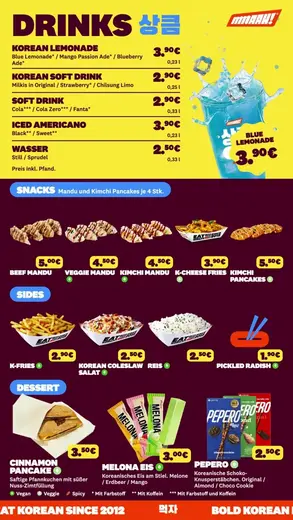 DRINKS 상큼
MMAAH!
KOREAN LEMONADE 3.90€
Blue Lemonade* / Mango Passion Ade* / Blueberry
Ade* 0,33 l
KOREAN SOFT DRINK 2.90€
Milkis in Original / Strawberry* / Chilsung Limo 0,25 l
SOFT DRINK 2.90€
Cola*** / Cola Zero*** / Fanta* 0,33 l
ICED AMERICANO 3.90€
Black** / Sweet** 0,33 l
WASSER 2.50€
Still / Sprudel 0,33 l
Preis inkl. Pfand.
BLUE
LEMONADE
3.90€
SNACKS Mandu und Kimchi Pancakes je 4 Stk.
5.00€
BEEF MANDU
4.50€
VEGGIE MANDU
4.50€
KIMCHI MANDU
3.90€
K-CHEESE FRIES
5.50€
KIMCHI
PANCAKES
SIDES
2.90€
K-FRIES
2.50€
KOREAN COLESLAW
SALAT
2.50€
REIS
1.90€
PICKLED RADISH
DESSERT
3.50€
CINNAMON
PANCAKE
Saftige Pfannkuchen mit süßer
Nuss-Zimtfüllung
MELONA
3.00€
MELONA EIS
Koreanisches Eis am Stiel. Melone
/ Erdbeer / Mango
PEPERO
2.50€
PEPERO
Koreanische Schoko-
Knusperstäbchen. Original /
Almond / Choco Cookie
Vegan Veggie Spicy * Mit Farbstoff ** Mit Koffein *** Mit Farbstoff und Koffein
AT KOREAN SINCE 2012 먹자 BOLD KOREAN